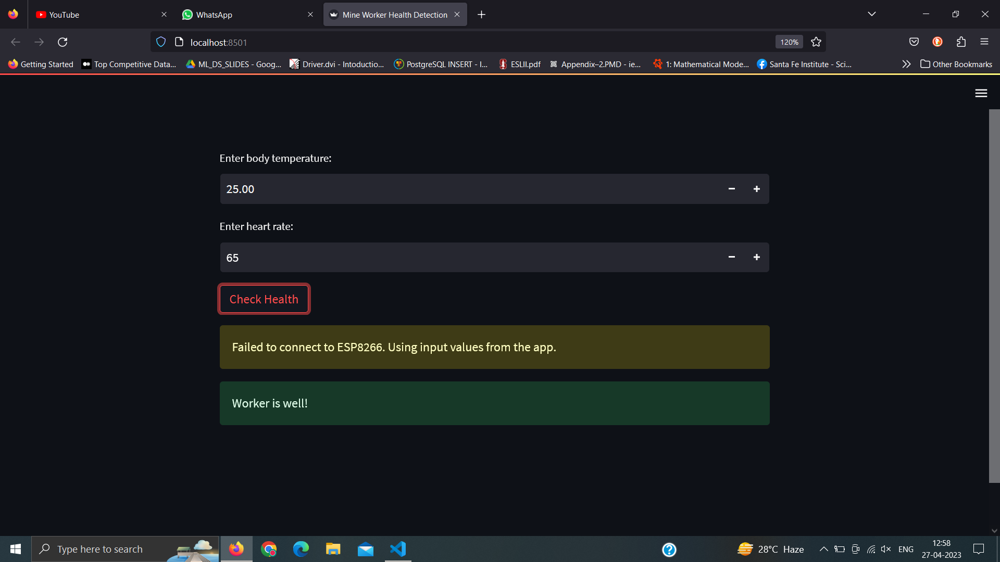 YouTube
WhatsApp
Mine Worker Health Detection
localhost:8501
120%
Getting Started
Top Competitive Data...
ML_DS_SLIDES - Goog...
Driver.dvi - Intoductio...
PostgreSQL INSERT - I...
ESLII.pdf
Appendix–2.PMD - ie...
1: Mathematical Mode...
Santa Fe Institute - Sci...
Other Bookmarks
Enter body temperature:
25.00
Enter heart rate:
65
Check Health
Failed to connect to ESP8266. Using input values from the app.
Worker is well!
Type here to search
28°C Haze
ENG
12:58
27-04-2023